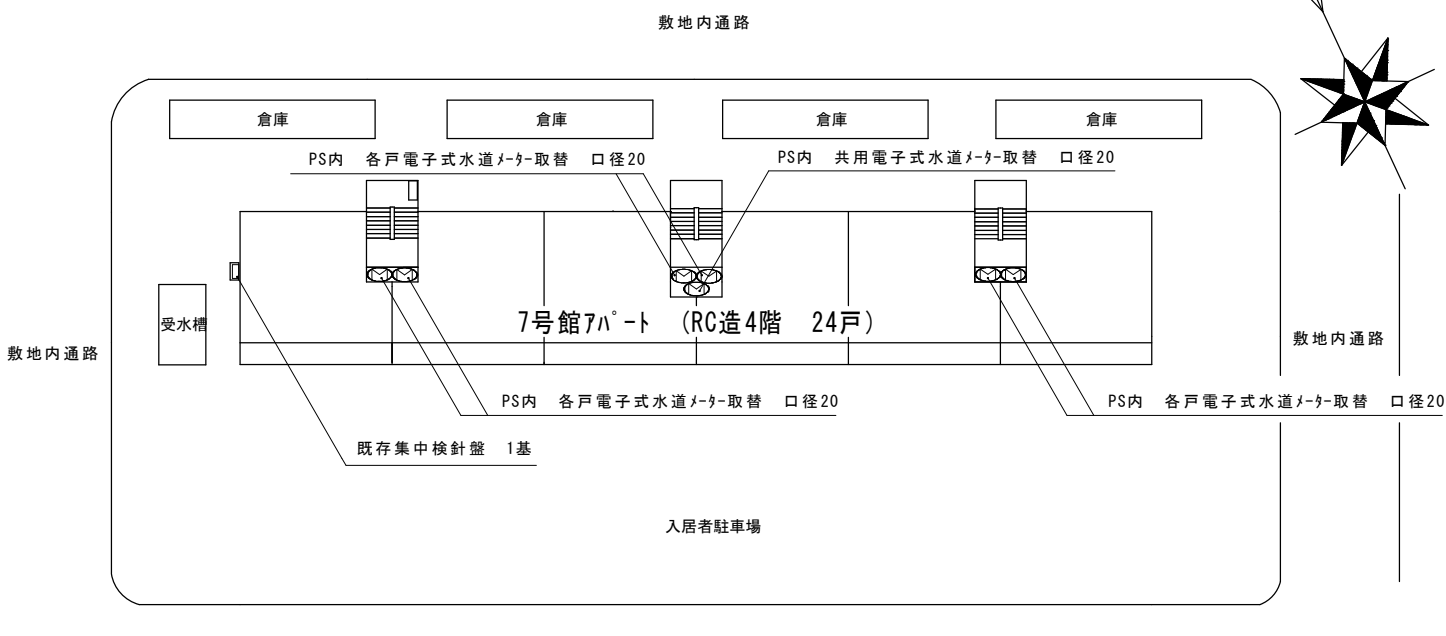 敷地内通路
倉庫
倉庫
倉庫
倉庫
PS内 各戸電子式水道ﾒｰﾀｰ取替 口径20
PS内 共用電子式水道ﾒｰﾀｰ取替 口径20
7号館ｱﾊﾟｰﾄ (RC造4階 24戸)
受水槽
敷地内通路
敷地内通路
PS内 各戸電子式水道ﾒｰﾀｰ取替 口径20
PS内 各戸電子式水道ﾒｰﾀｰ取替 口径20
既存集中検針盤 1基
入居者駐車場